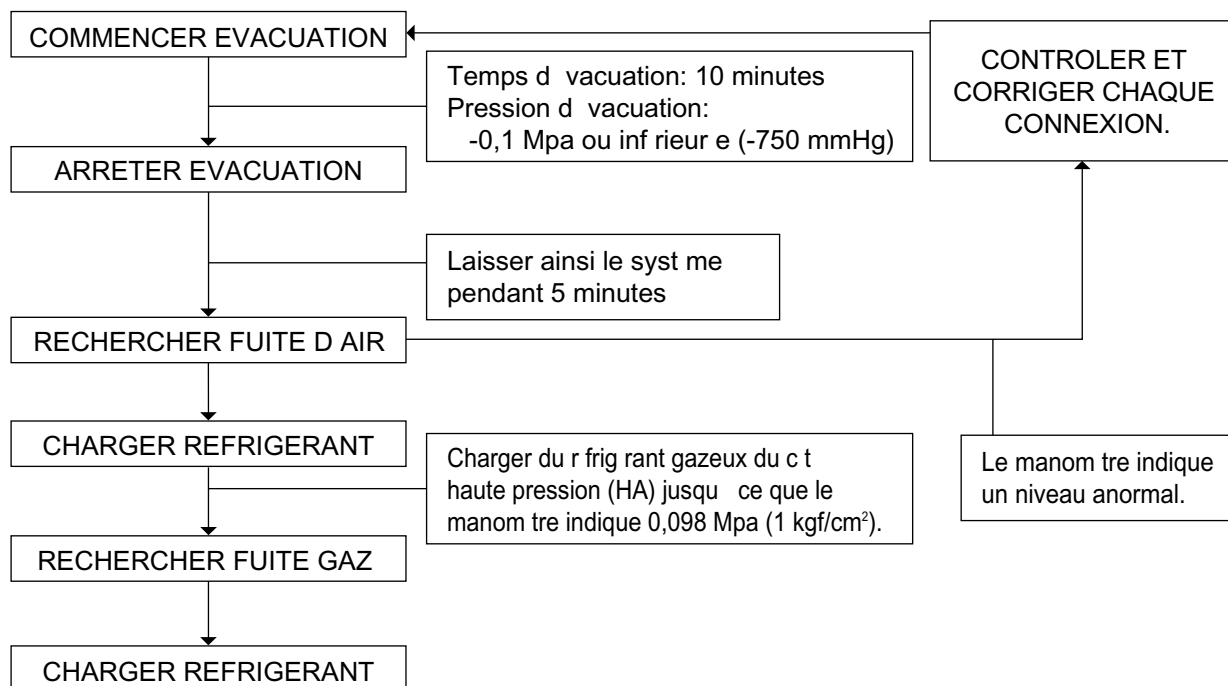 COMMENCER EVACUATION
Temps d vacuation: 10 minutes
Pression d vacuation:
-0,1 Mpa ou inf rieur e (-750 mmHg)
CONTROLER ET
CORRIGER CHAQUE
CONNEXION.
ARRETER EVACUATION
Laisser ainsi le syst me
pendant 5 minutes
RECHERCHER FUITE D AIR
CHARGER REFRIGERANT
Charger du r frig rant gazeux du c t
haute pression (HA) jusqu ce que le
manom tre indique 0,098 Mpa (1 kgf/cm²).
Le manom tre indique
un niveau anormal.
RECHERCHER FUITE GAZ
CHARGER REFRIGERANT